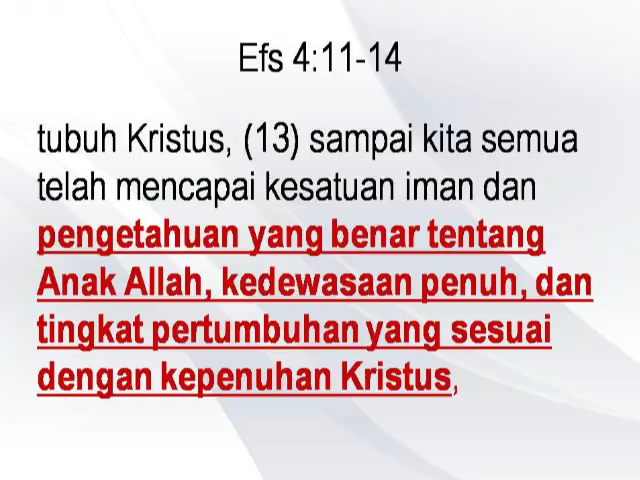 Efs 4:11-14
tubuh Kristus, (13) sampai kita semua
telah mencapai kesatuan iman dan
pengetahuan yang benar tentang
Anak Allah, kedewasaan penuh, dan
tingkat pertumbuhan yang sesuai
dengan kepenuhan Kristus,